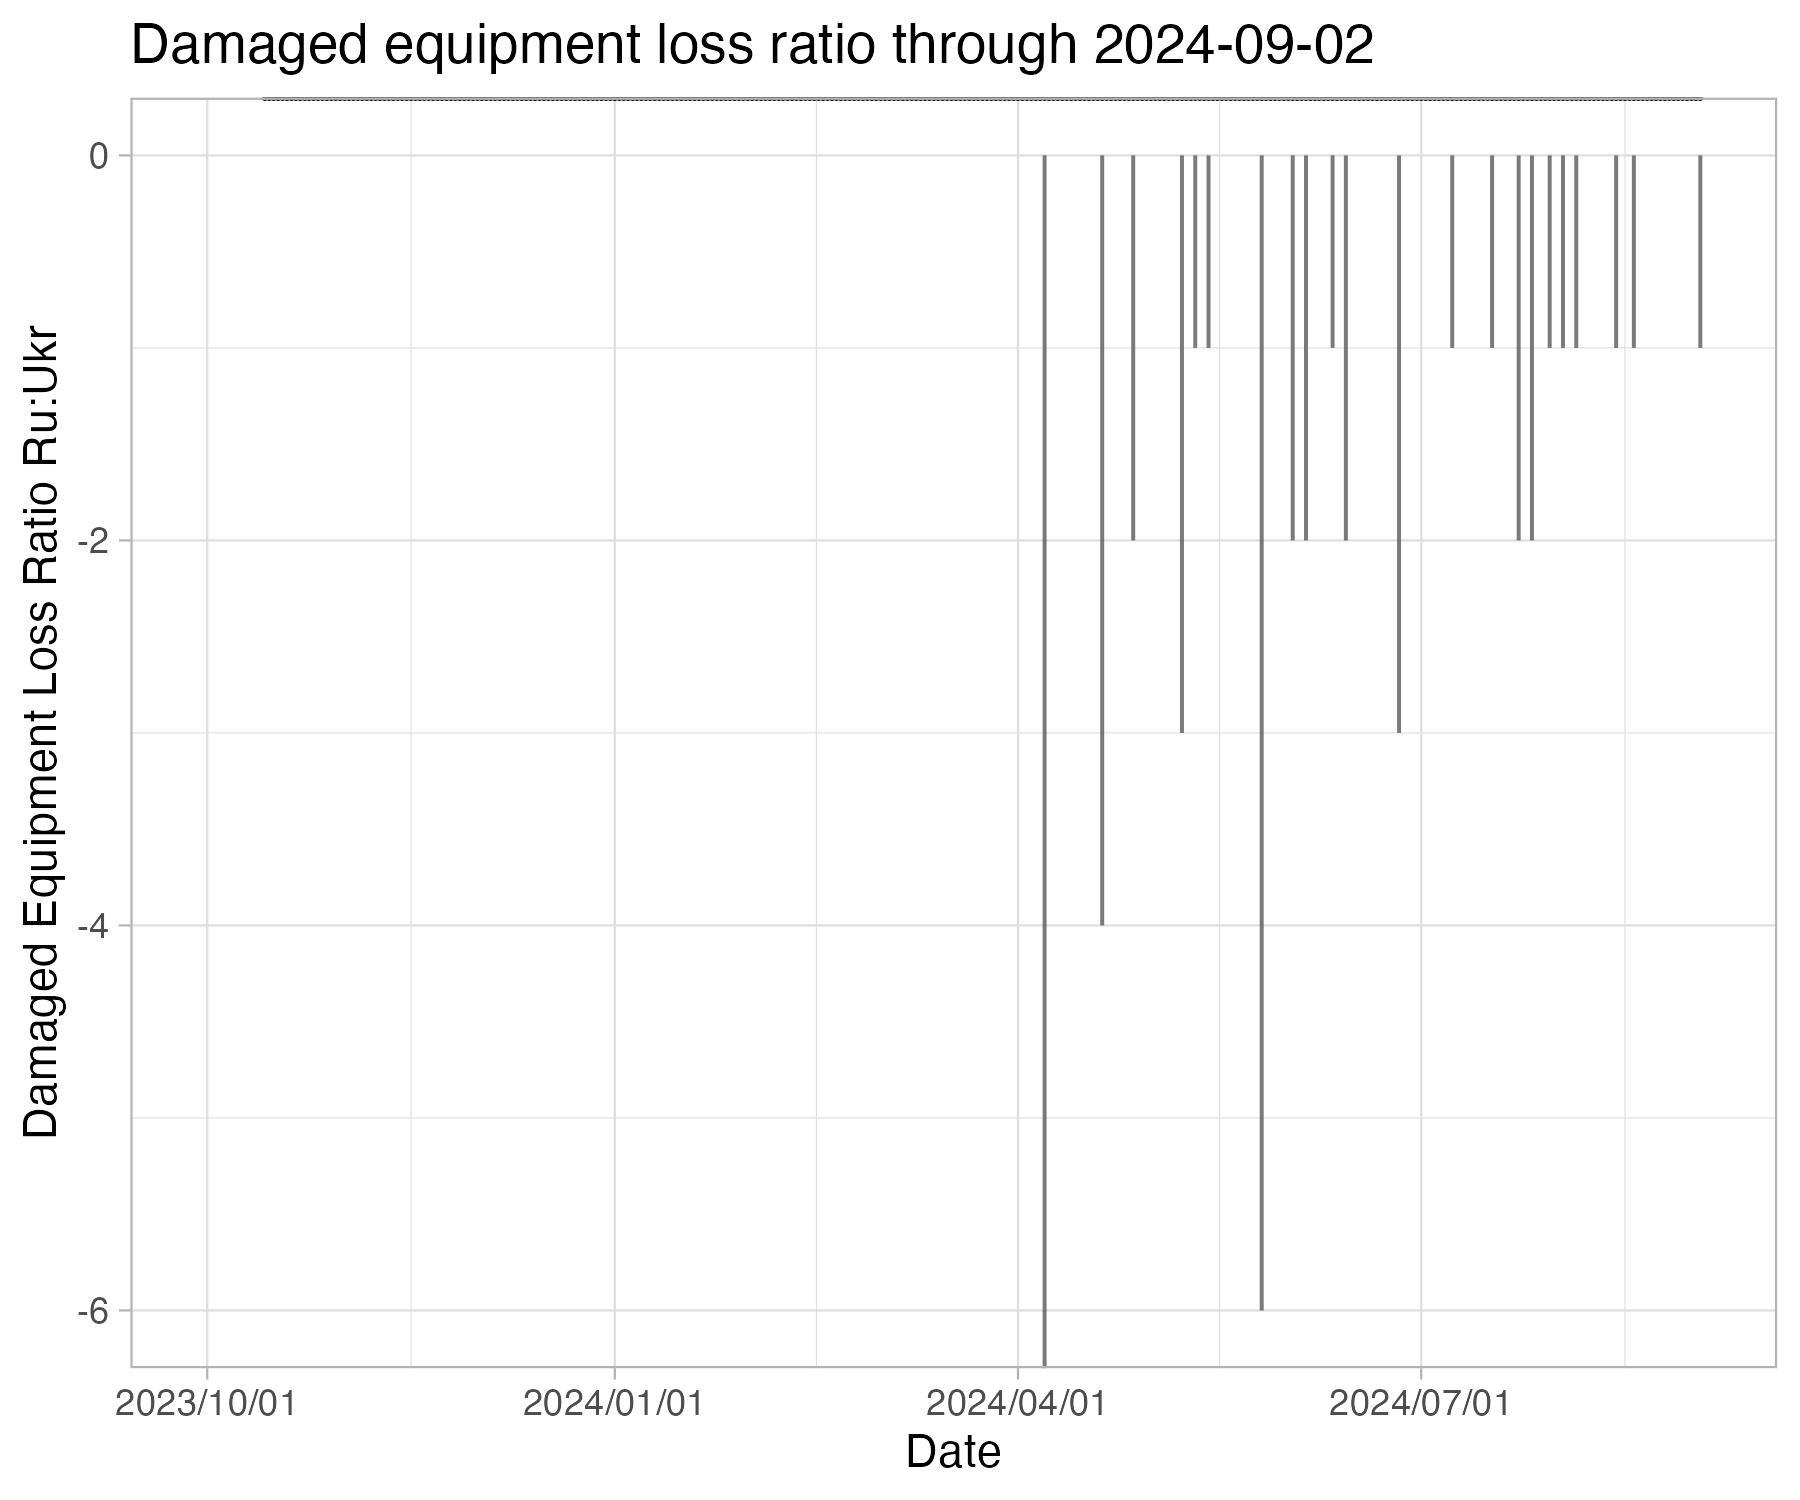 Damaged equipment loss ratio through 2024-09-02
Damaged Equipment Loss Ratio Ru:Ukr
0
-2
-4
-6
2023/10/01
2024/01/01
2024/04/01
2024/07/01
Date